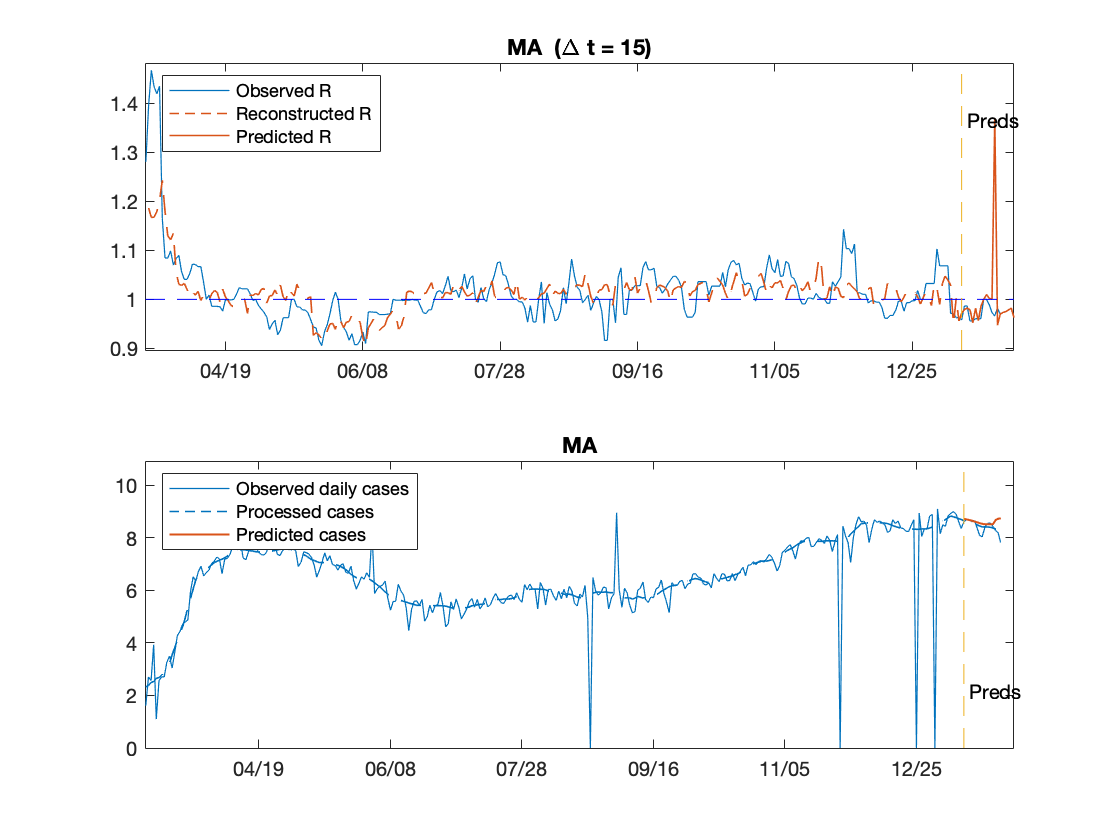 MA (Δ t = 15)
Observed R
Reconstructed R
Predicted R
Preds
1.4
1.3
1.2
1.1
1
0.9
04/19 06/08 07/28 09/16 11/05 12/25
MA
Observed daily cases
Processed cases
Predicted cases
Preds
10
8
6
4
2
0
04/19 06/08 07/28 09/16 11/05 12/25